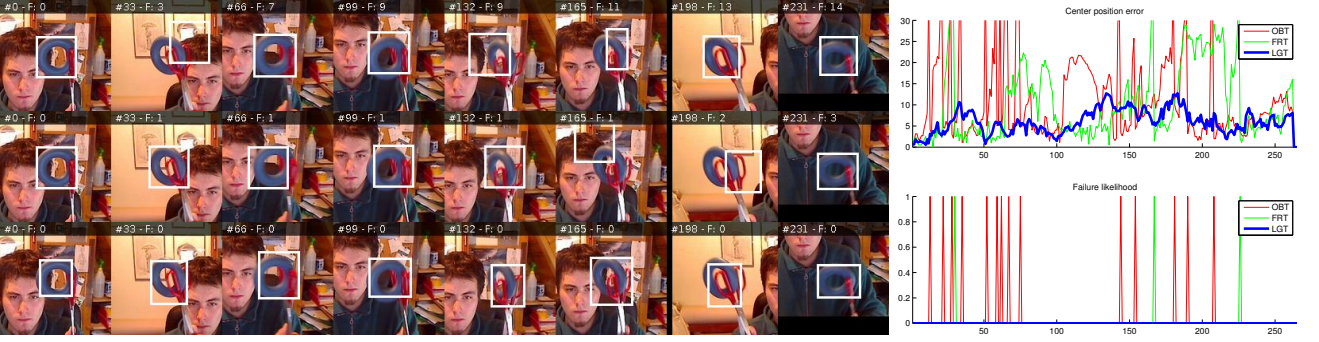 #0 - F: 0 #33 - F: 3 #66 - F: 7 #99 - F: 9 #132 - F: 9 #165 - F: 11 #198 - F: 13 #231 - F: 14
#0 - F: 0 #33 - F: 1 #66 - F: 1 #99 - F: 1 #132 - F: 1 #165 - F: 1 #198 - F: 2 #231 - F: 3
#0 - F: 0 #33 - F: 0 #66 - F: 0 #99 - F: 0 #132 - F: 0 #165 - F: 0 #198 - F: 0 #231 - F: 0
Center position error
30
25
20
15
10
5
0
OBT
FRT
LGT
50 100 150 200 250
Failure likelihood
1
0.8
0.6
0.4
0.2
0
OBT
FRT
LGT
50 100 150 200 250